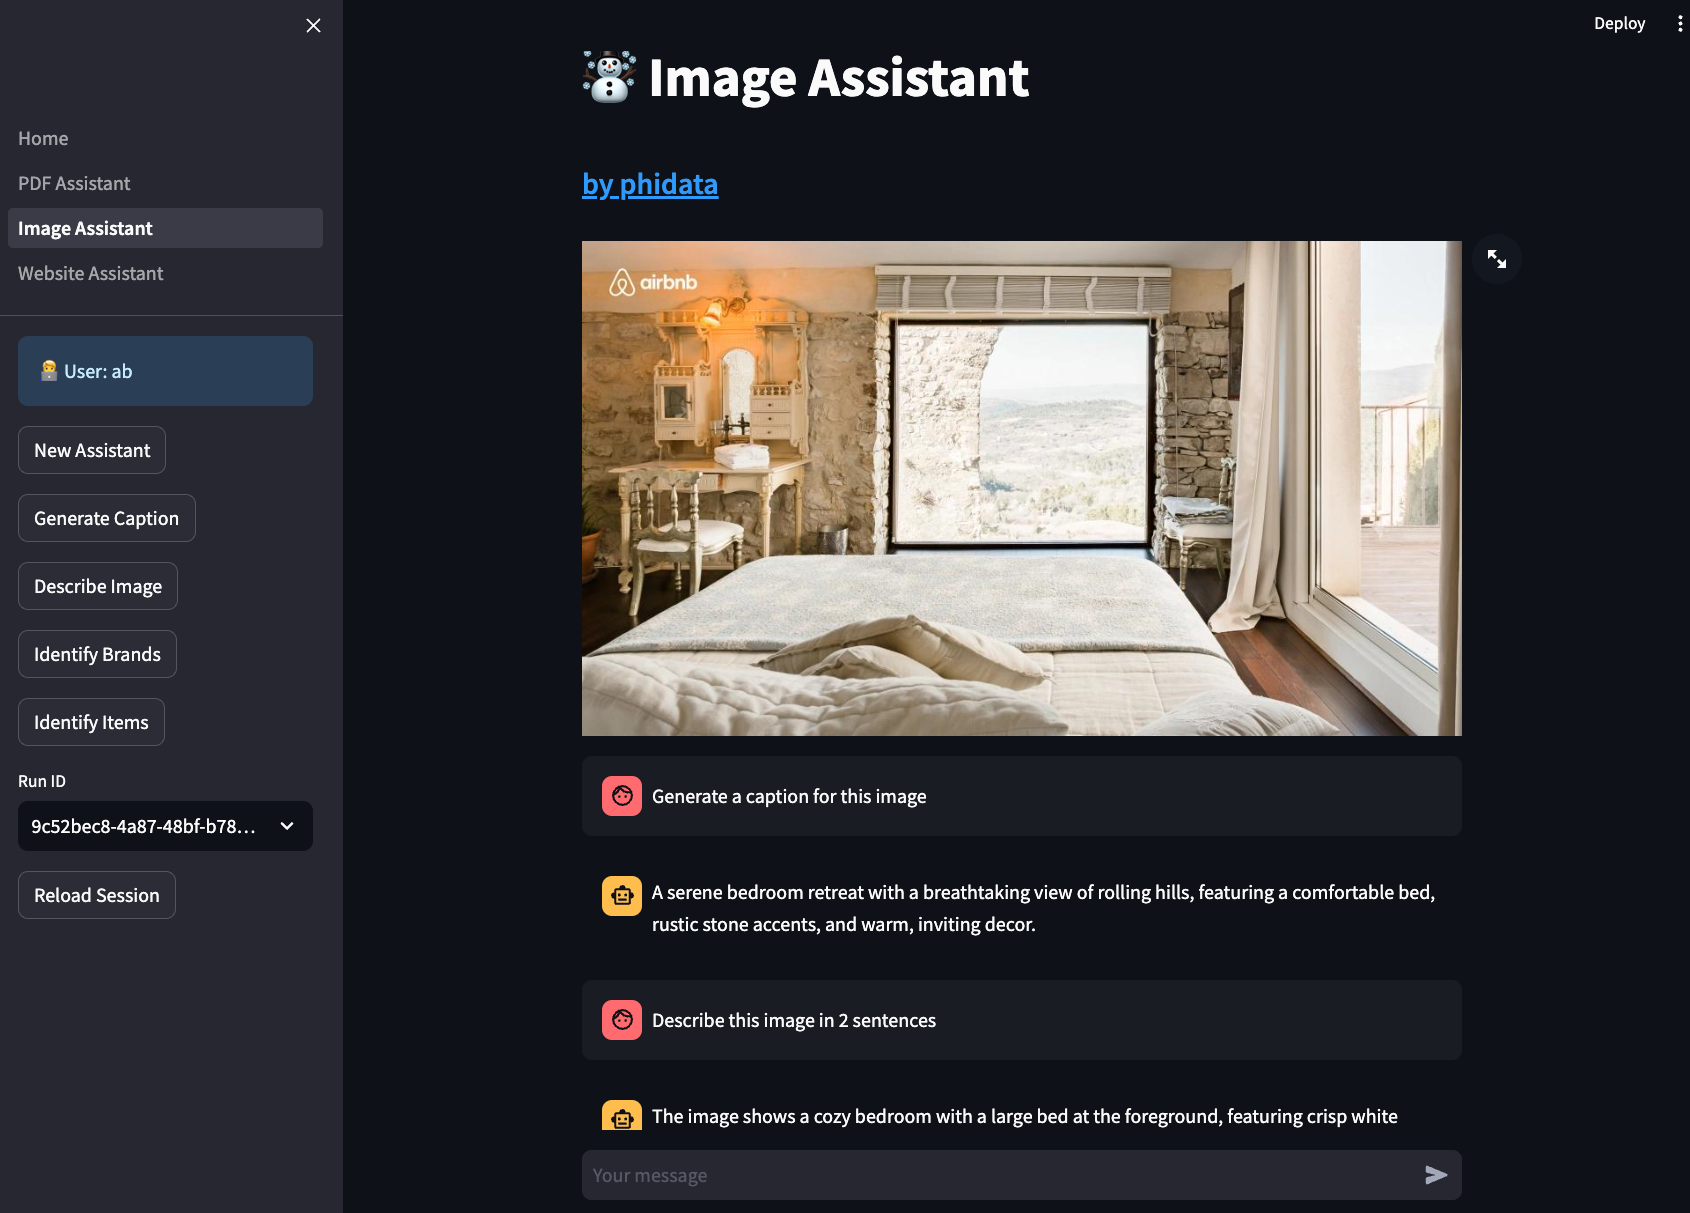 Deploy
Home
PDF Assistant
Image Assistant
Website Assistant
User: ab
New Assistant
Generate Caption
Describe Image
Identify Brands
Identify Items
Run ID
9c52bec8-4a87-48bf-b78...
Reload Session
Image Assistant
by phidata
airbnb
Generate a caption for this image
A serene bedroom retreat with a breathtaking view of rolling hills, featuring a comfortable bed,
rustic stone accents, and warm, inviting decor.
Describe this image in 2 sentences
The image shows a cozy bedroom with a large bed at the foreground, featuring crisp white
Your message